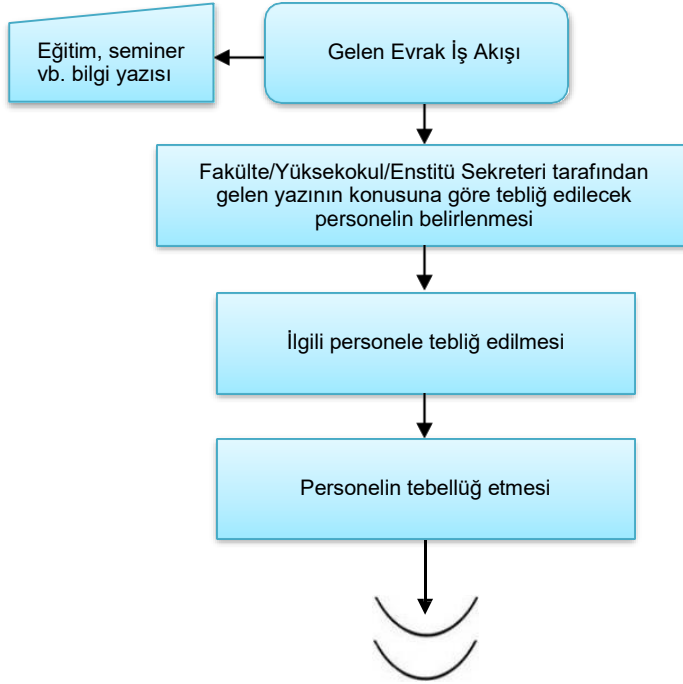 Eğitim, seminer
vb. bilgi yazısı
Gelen Evrak İş Akışı
Fakülte/Yüksekokul/Enstitü Sekreteri tarafından
gelen yazının konusuna göre tebliğ edilecek
personelin belirlenmesi
İlgili personele tebliğ edilmesi
Personelin tebellüğ etmesi